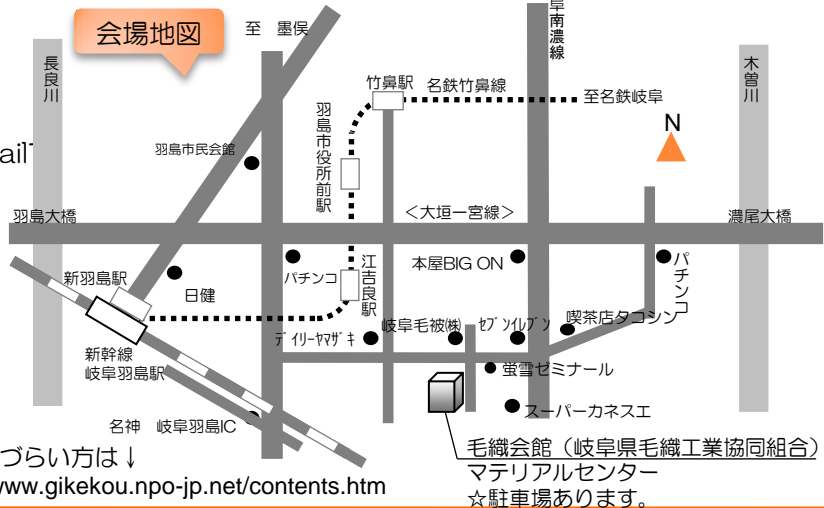 会場地図
至 墨俣
阜南濃線
長良川
木曽川
竹鼻駅
名鉄竹鼻線
至名鉄岐阜
羽島市役所前駅
N
ail
羽島市民会館
羽島大橋
<大垣一宮線>
濃尾大橋
新羽島駅
日健
パチンコ
江吉良駅
本屋BIG ON
パチンコ
デイリーヤマザキ
岐阜毛被㈱
セブンイレブン
喫茶店タコシン
新幹線
岐阜羽島駅
蛍雪ゼミナール
スーパーカネスエ
名神 岐阜羽島IC
づらい方は↓
www.gikekou.npo-jp.net/contents.htm
毛織会館（岐阜県毛織工業協同組合）
マテリアルセンター
☆駐車場あります。